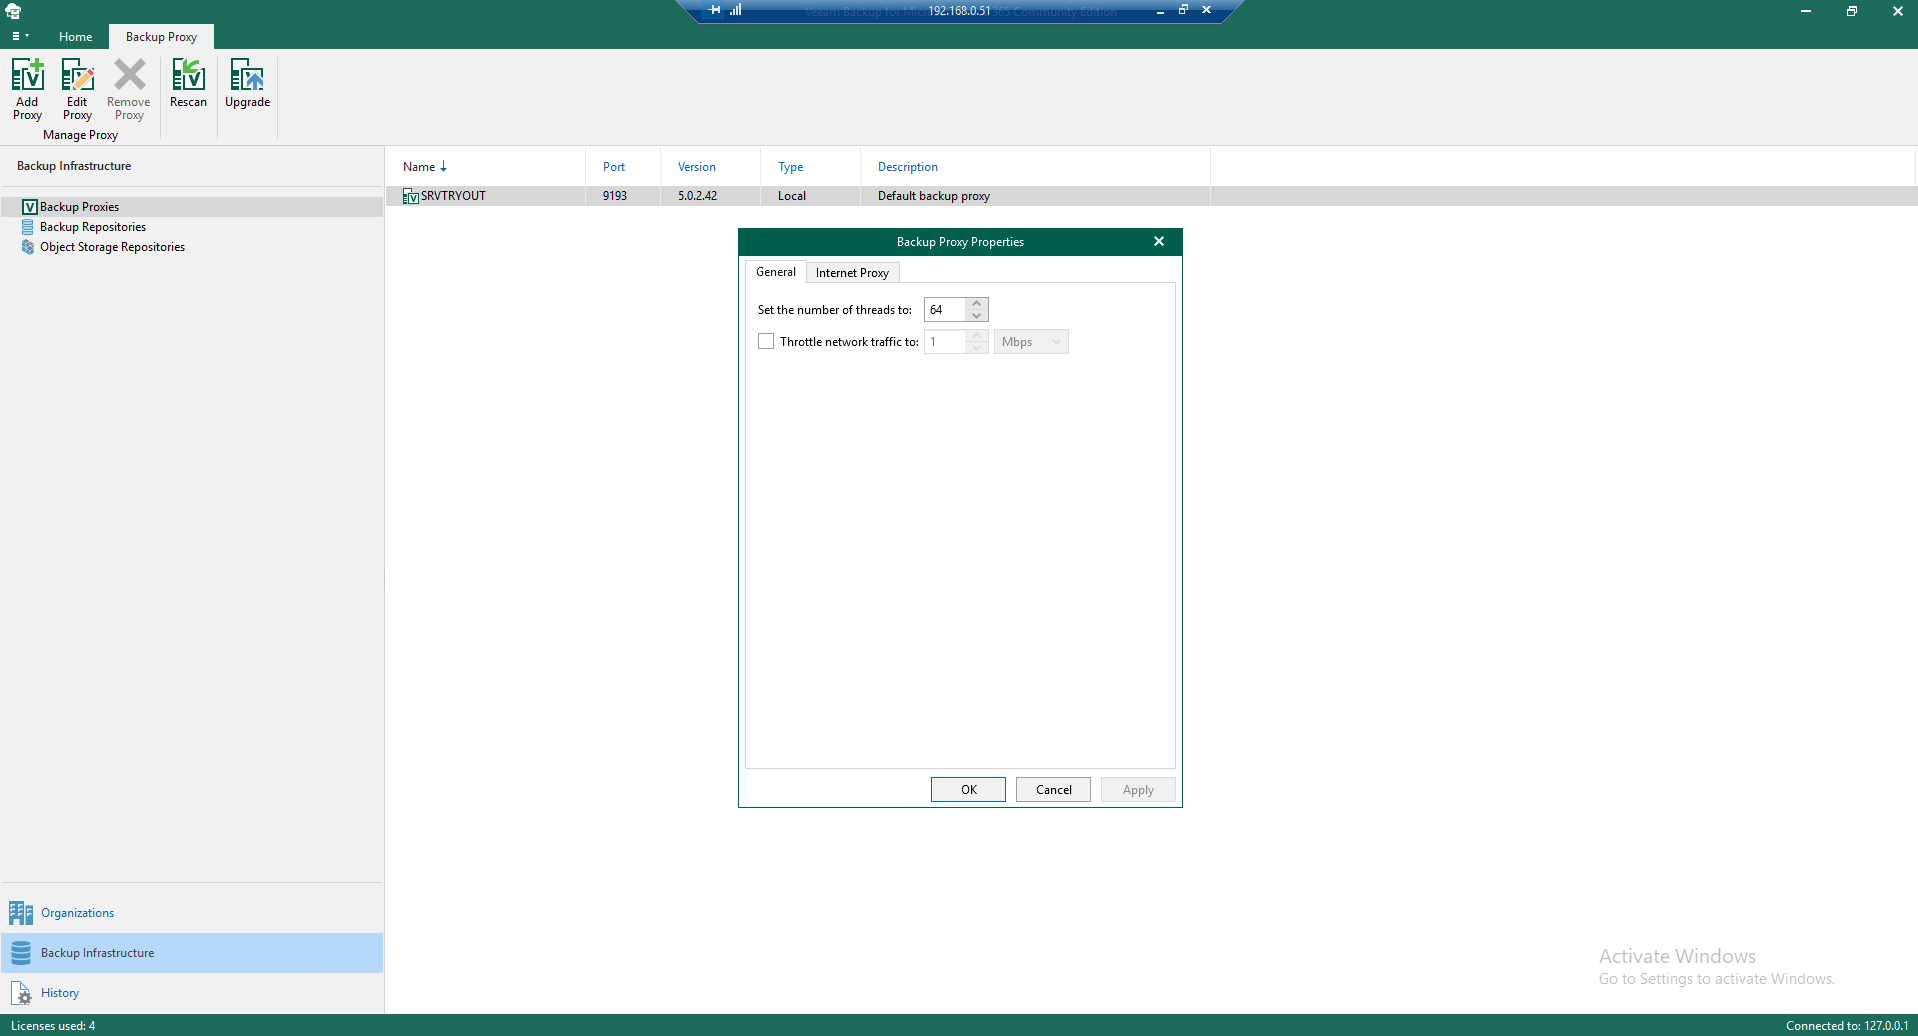 Veeam Backup for Micr
192.168.0.51
365 Community Edition
Home
Backup Proxy
Add Proxy
Edit Proxy
Remove Proxy
Rescan
Upgrade
Manage Proxy
Backup Infrastructure
Backup Proxies
Backup Repositories
Object Storage Repositories
Name
Port
Version
Type
Description
SRVTRYOUT
9193
5.0.2.42
Local
Default backup proxy
Backup Proxy Properties
General
Internet Proxy
Set the number of threads to:
64
Throttle network traffic to:
1
Mbps
OK
Cancel
Apply
Organizations
Backup Infrastructure
History
Activate Windows
Go to Settings to activate Windows.
Licenses used: 4
Connected to: 127.0.0.1